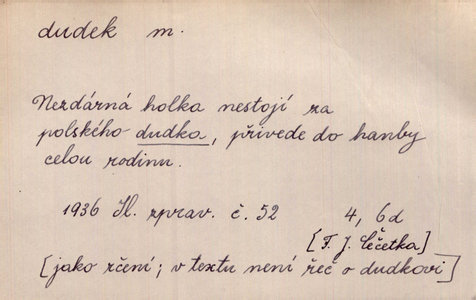 dudek m.
Nezdárná holka nestojí za
polského dudka, přivede do hanby
celou rodinu.
1936 Hl. zprav. č. 52 4, 6d
[F. J. Čečetka]
[jako rčení; v textu není řeč o dudkovi]